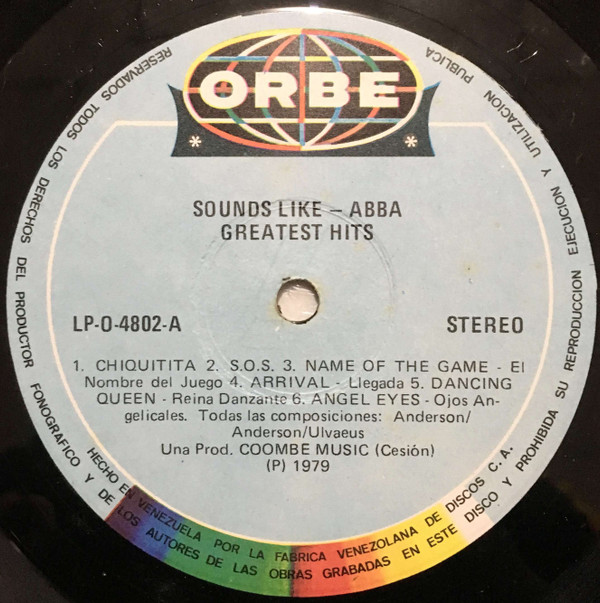 ORBE
* *
SOUNDS LIKE – ABBA
GREATEST HITS
LP-O-4802-A
STEREO
1. CHIQUITITA 2. S.O.S. 3. NAME OF THE GAME - El
Nombre del Juego 4. ARRIVAL - Llegada 5. DANCING
QUEEN - Reina Danzante 6. ANGEL EYES - Ojos An-
gelicales. Todas las composiciones: Anderson/
Anderson/Ulvaeus
Una Prod. COOMBE MUSIC (Cesión)
(P) 1979
HECHO EN VENEZUELA POR LA FABRICA VENEZOLANA DE DISCOS C. A.
RESERVADOS TODOS LOS DERECHOS DEL PRODUCTOR FONOGRAFICO Y DE LOS AUTORES DE LAS OBRAS GRABADAS EN ESTE DISCO Y PROHIBIDA SU REPRODUCCION EJECUCION Y UTILIZACION PUBLICA